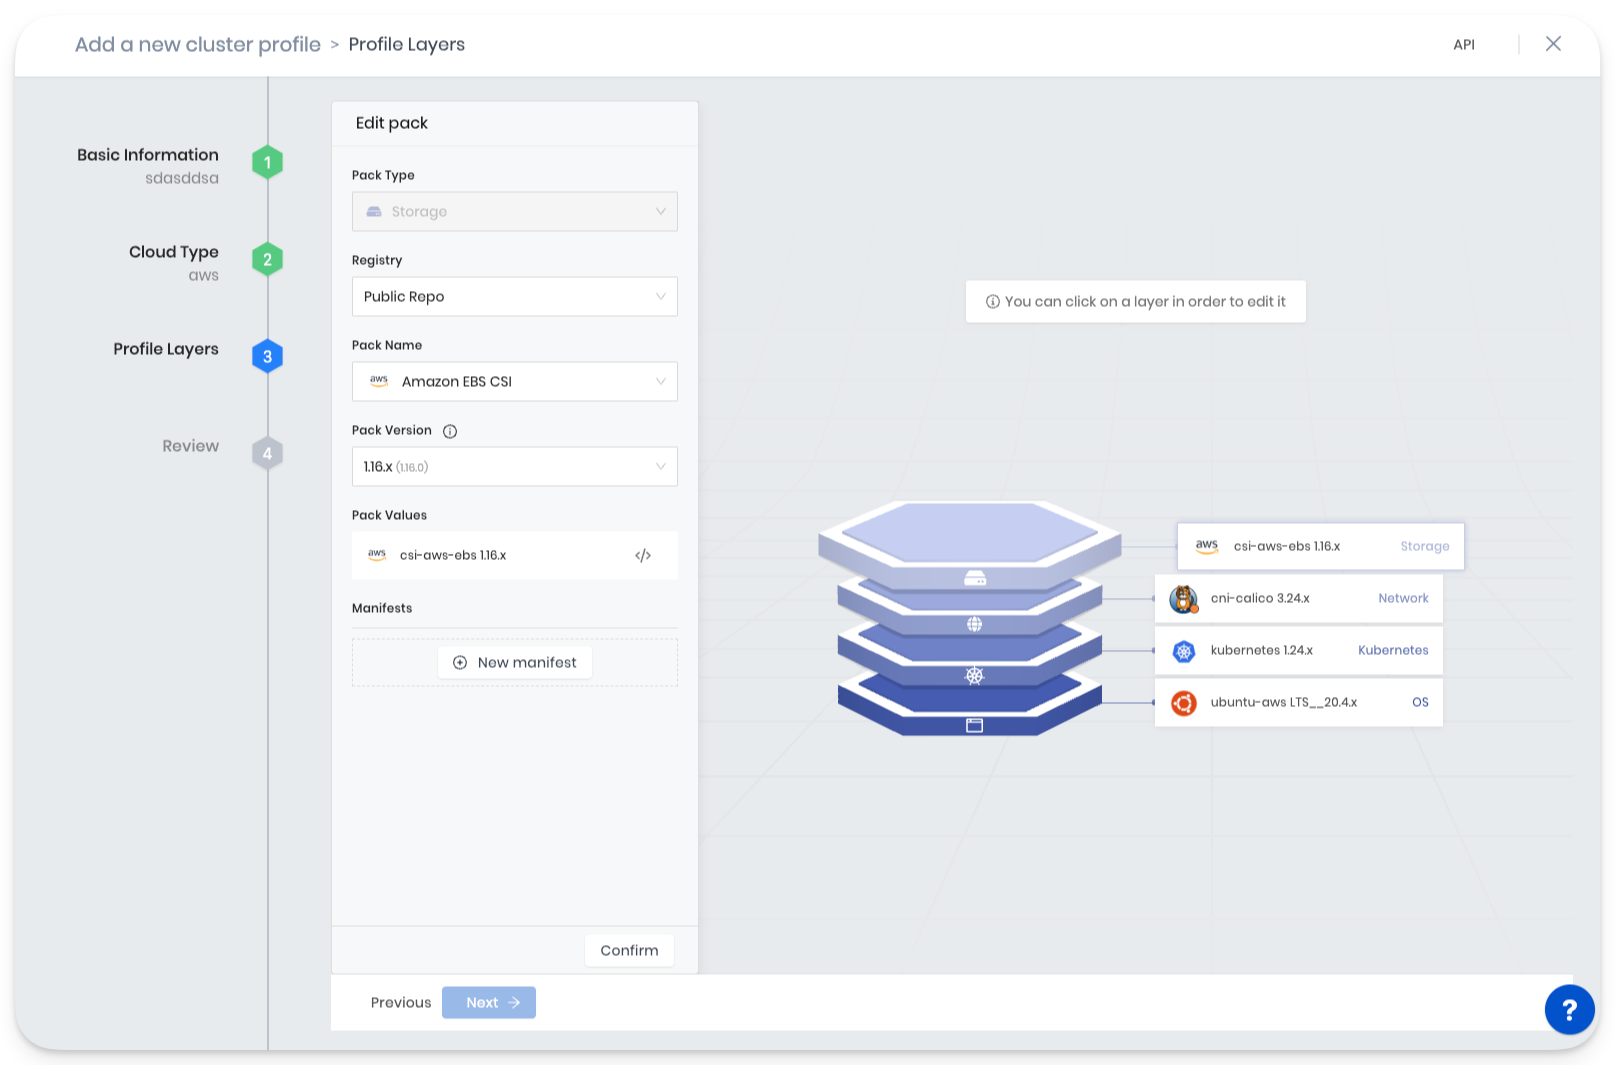 Add a new cluster profile > Profile Layers
API
Basic Information
sdasddsa
1
Cloud Type
aws
2
Profile Layers
3
Review
4
Edit pack
Pack Type
Storage
Registry
Public Repo
Pack Name
aws Amazon EBS CSI
Pack Version
1.16.x (1.16.0)
Pack Values
aws csi-aws-ebs 1.16.x </>
Manifests
New manifest
Confirm
Previous
Next
You can click on a layer in order to edit it
aws csi-aws-ebs 1.16.x Storage
cni-calico 3.24.x Network
kubernetes 1.24.x Kubernetes
ubuntu-aws LTS__20.4.x OS
?